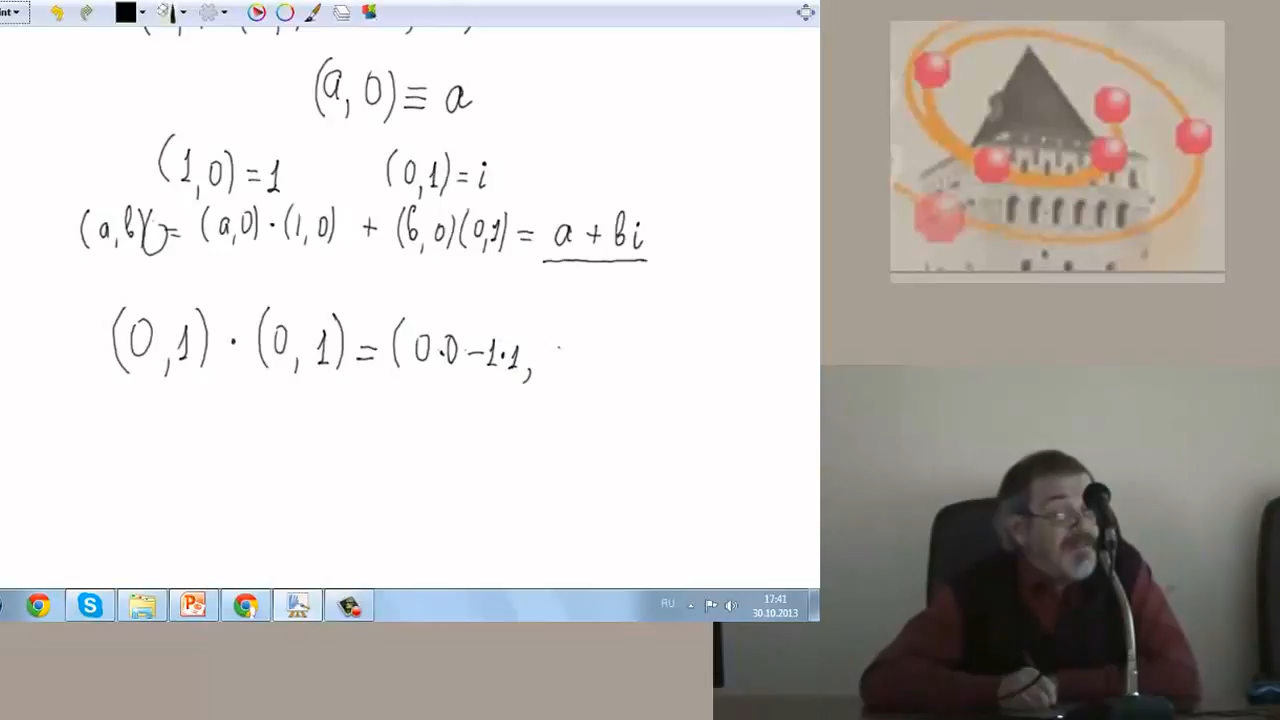 (a, 0) ≡ a
(1, 0) = 1 (0, 1) = i
(a, b) = (a, 0) · (1, 0) + (b, 0)(0, 1) = a + bi
(0, 1) · (0, 1) = (0·0 − 1·1,
RU 17:41
30.10.2013